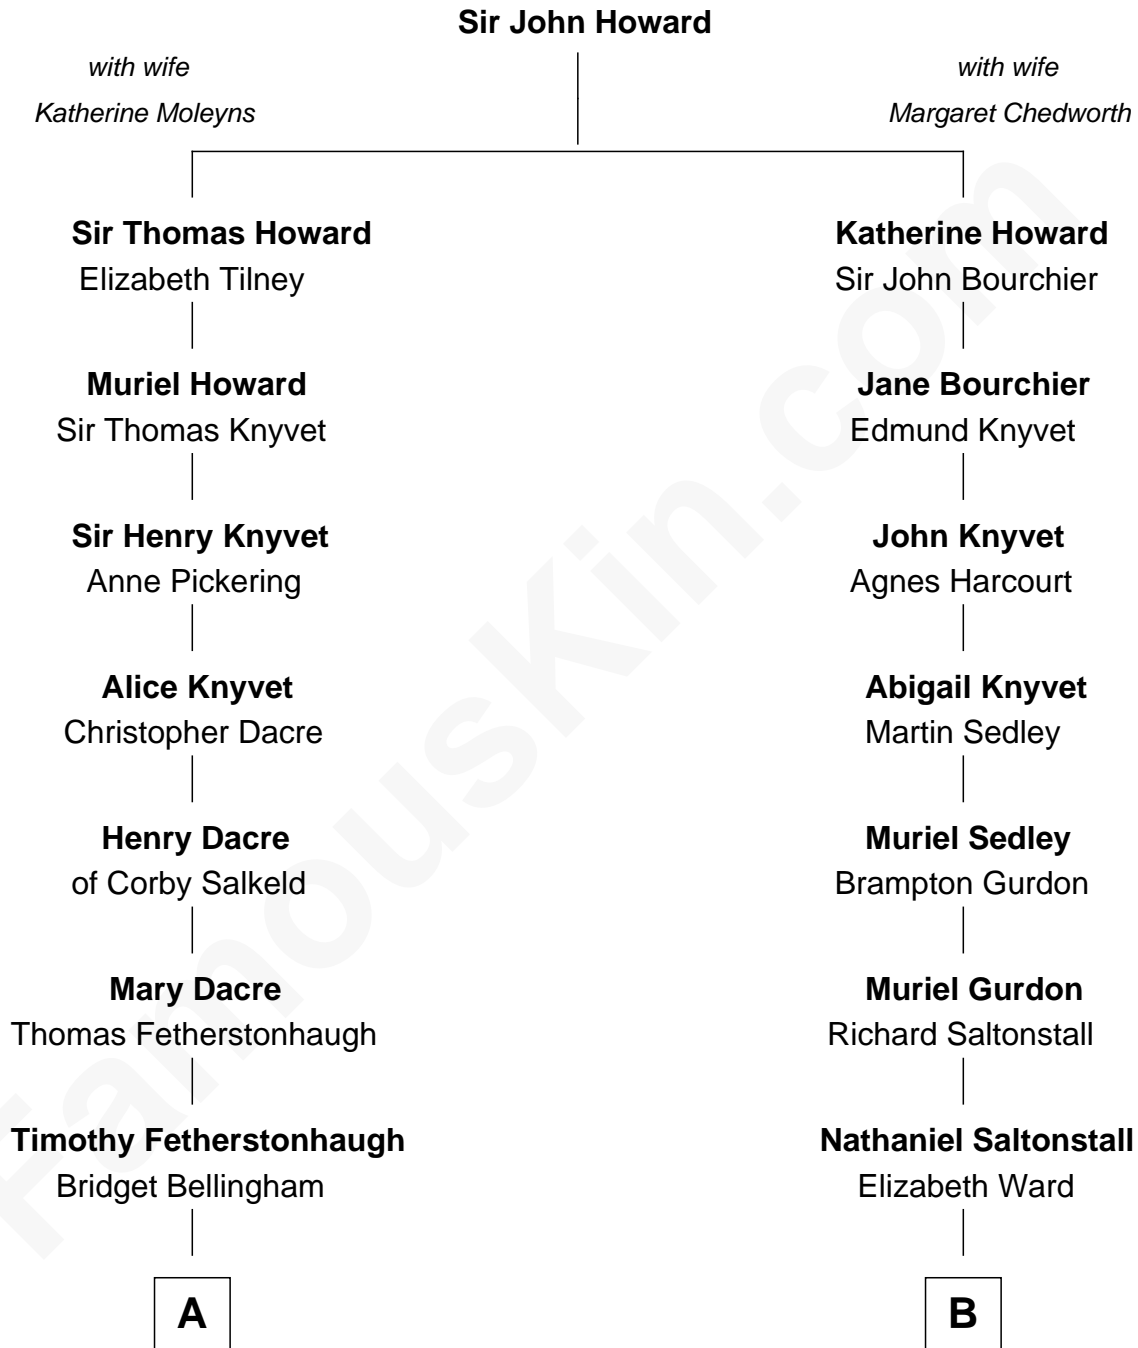 Sir John Howard
with wife
Katherine Moleyns
with wife
Margaret Chedworth
Sir Thomas Howard
Elizabeth Tilney
Katherine Howard
Sir John Bourchier
Muriel Howard
Sir Thomas Knyvet
Jane Bourchier
Edmund Knyvet
Sir Henry Knyvet
Anne Pickering
John Knyvet
Agnes Harcourt
Alice Knyvet
Christopher Dacre
Abigail Knyvet
Martin Sedley
Henry Dacre
of Corby Salkeld
Muriel Sedley
Brampton Gurdon
Mary Dacre
Thomas Fetherstonhaugh
Muriel Gurdon
Richard Saltonstall
Timothy Fetherstonhaugh
Bridget Bellingham
Nathaniel Saltonstall
Elizabeth Ward
A
B
FamousKin.com